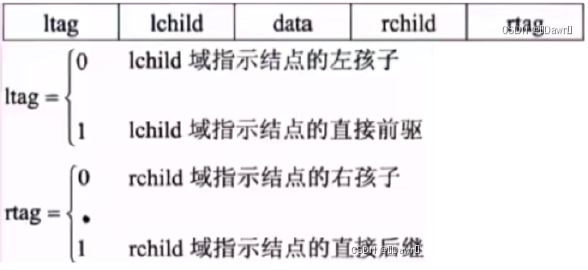 ltag lchild data rchild rtag
CSDN @[Dawn]
0 lchild 域指示结点的左孩子
ltag =
1 lchild 域指示结点的直接前驱
0 rchild 域指示结点的右孩子
rtag =
1 rchild 域指示结点的直接后继